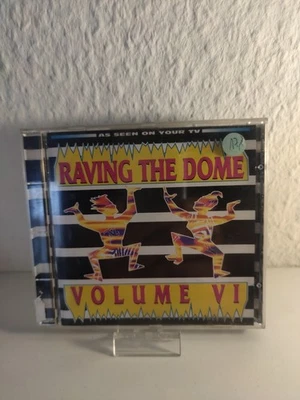 AS SEEN ON YOUR TV
RAVING THE DOME
VOLUME VI